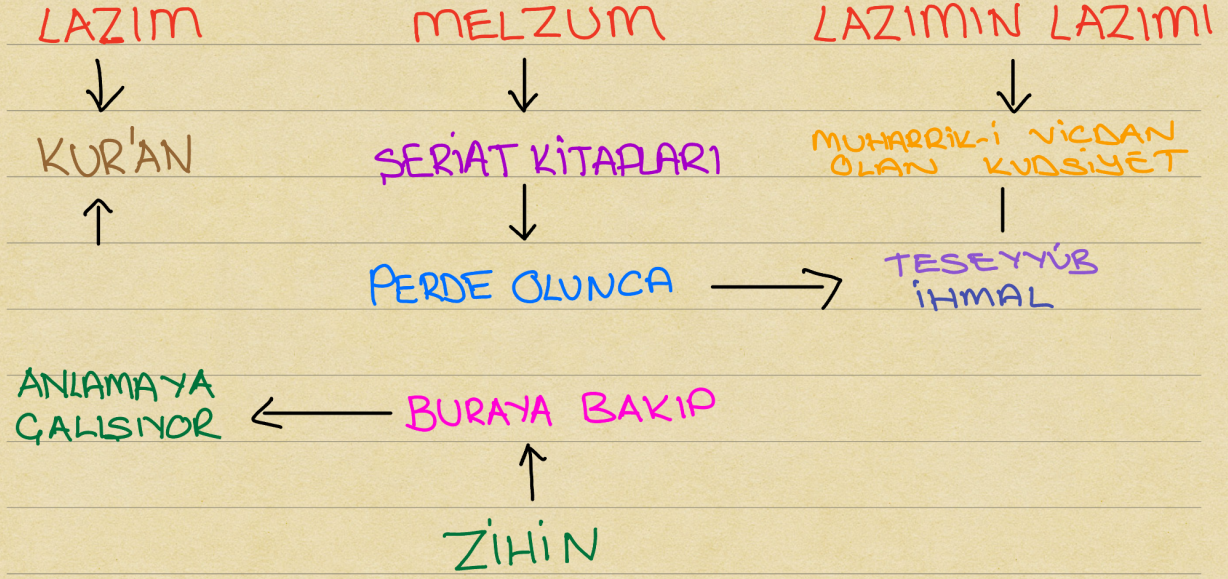 LAZIM MELZUM LAZIMIN LAZIMI
KUR'AN ŞERİAT KİTAPLARI MUHARRİK-İ VİCDAN
OLAN KUDSİYET
PERDE OLUNCA TESEYYÜB
İHMAL
ANLAMAYA
ÇALIŞIYOR BURAYA BAKIP
ZİHİN